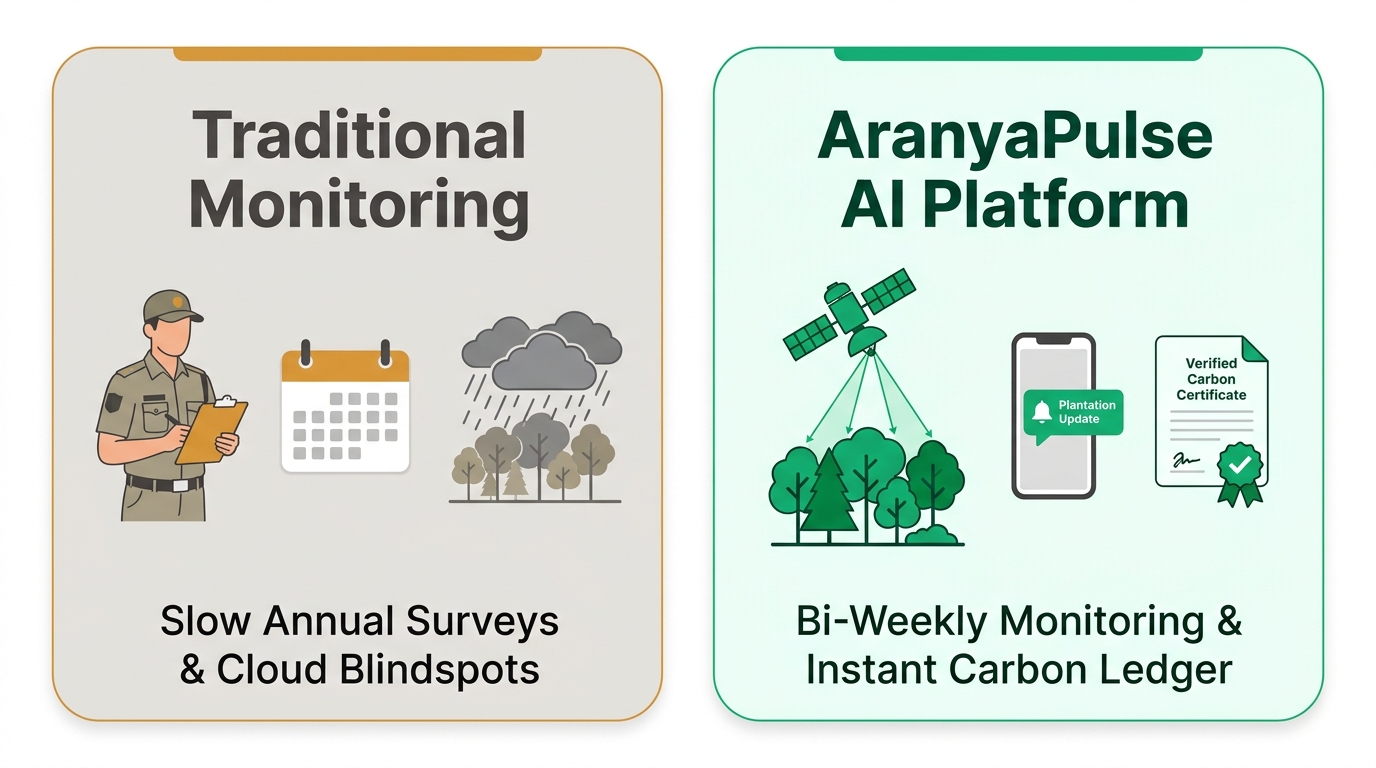 Traditional
Monitoring
Slow Annual Surveys
& Cloud Blindspots
AranyaPulse
AI Platform
Plantation
Update
Verified
Carbon
Certificate
Bi-Weekly Monitoring &
Instant Carbon Ledger